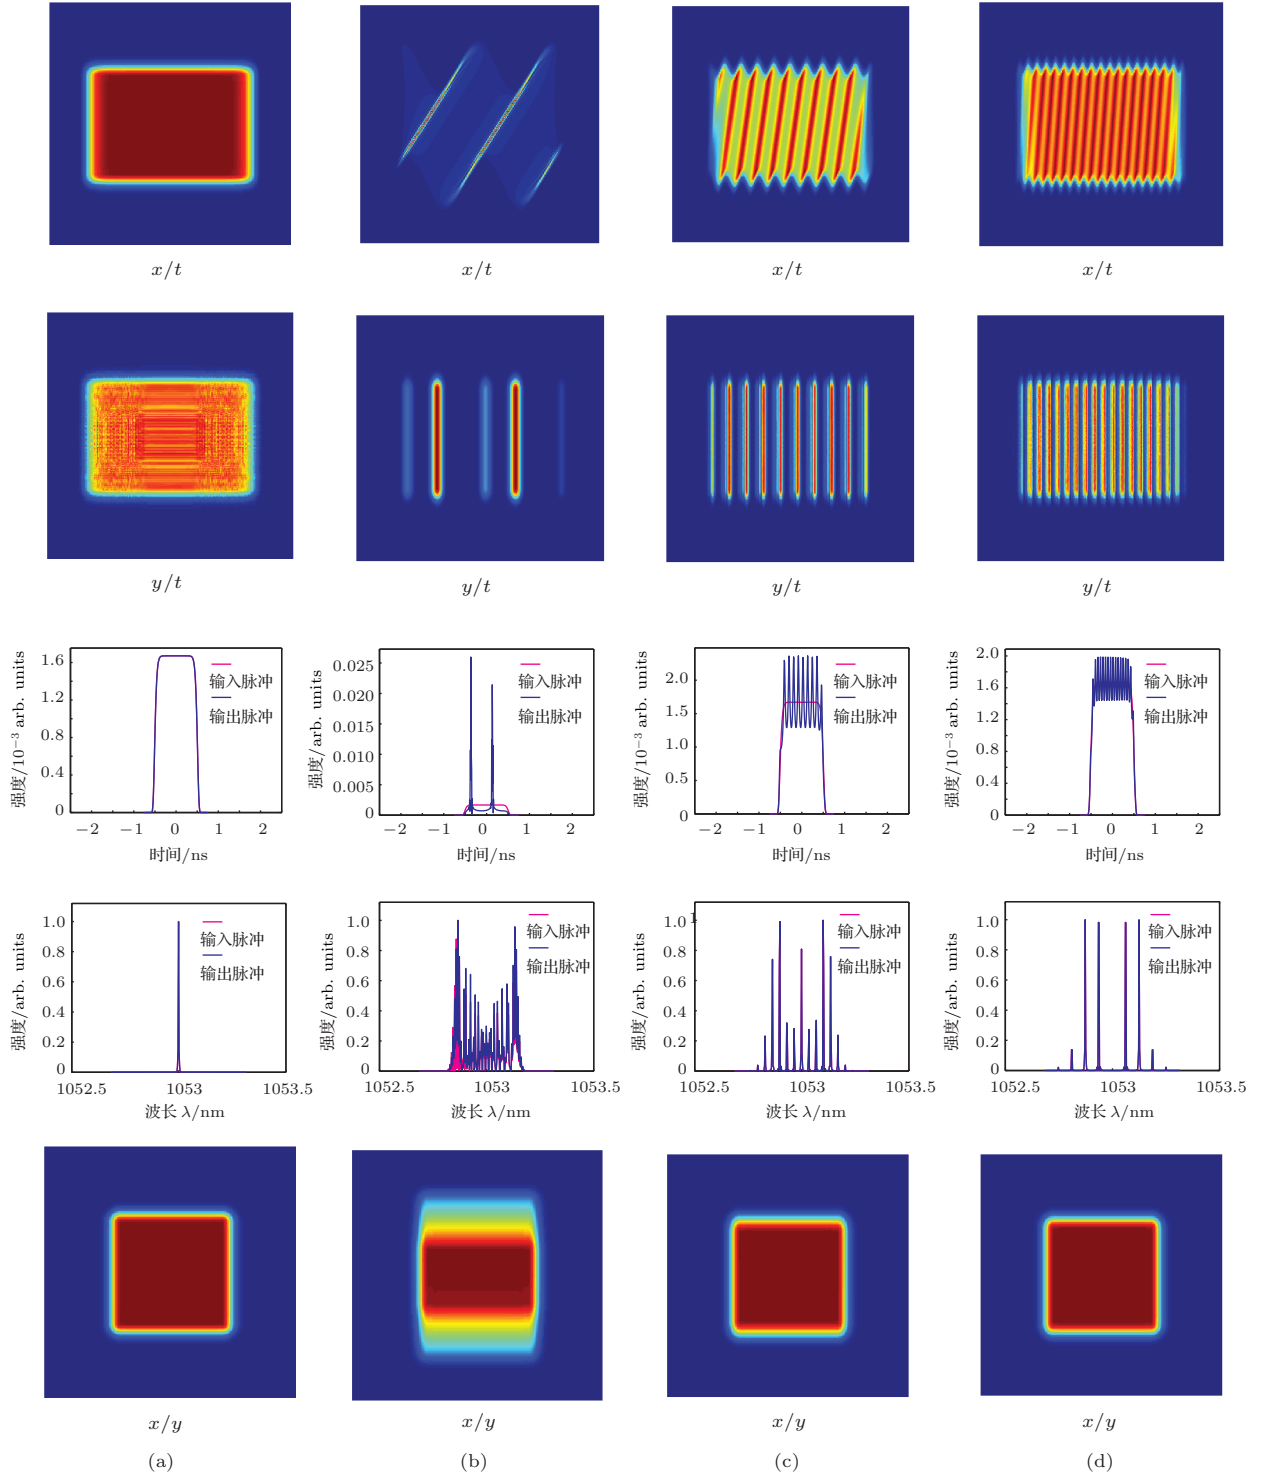 x/t x/t x/t x/t
y/t y/t y/t y/t
强度/10⁻³ arb. units
1.6
1.2
0.8
0.4
0
输入脉冲
输出脉冲
−2 −1 0 1 2
时间/ns
强度/arb. units
0.025
0.020
0.015
0.010
0.005
0
输入脉冲
输出脉冲
−2 −1 0 1 2
时间/ns
强度/10⁻³ arb. units
2.0
1.5
1.0
0.5
0
输入脉冲
输出脉冲
−2 −1 0 1 2
时间/ns
强度/10⁻³ arb. units
2.0
1.6
1.2
0.8
0.4
0
输入脉冲
输出脉冲
−2 −1 0 1 2
时间/ns
强度/arb. units
1.0
0.8
0.6
0.4
0.2
0
输入脉冲
输出脉冲
1052.5 1053 1053.5
波长 λ/nm
强度/arb. units
1.0
0.8
0.6
0.4
0.2
0
输入脉冲
输出脉冲
1052.5 1053 1053.5
波长 λ/nm
强度/arb. units
1.0 1
0.8
0.6
0.4
0.2
0
输入脉冲
输出脉冲
1052.5 1053 1053.5
波长 λ/nm
强度/arb. units
1.0
0.8
0.6
0.4
0.2
0
输入脉冲
输出脉冲
1052.5 1053 1053.5
波长 λ/nm
x/y x/y x/y x/y
(a) (b) (c) (d)